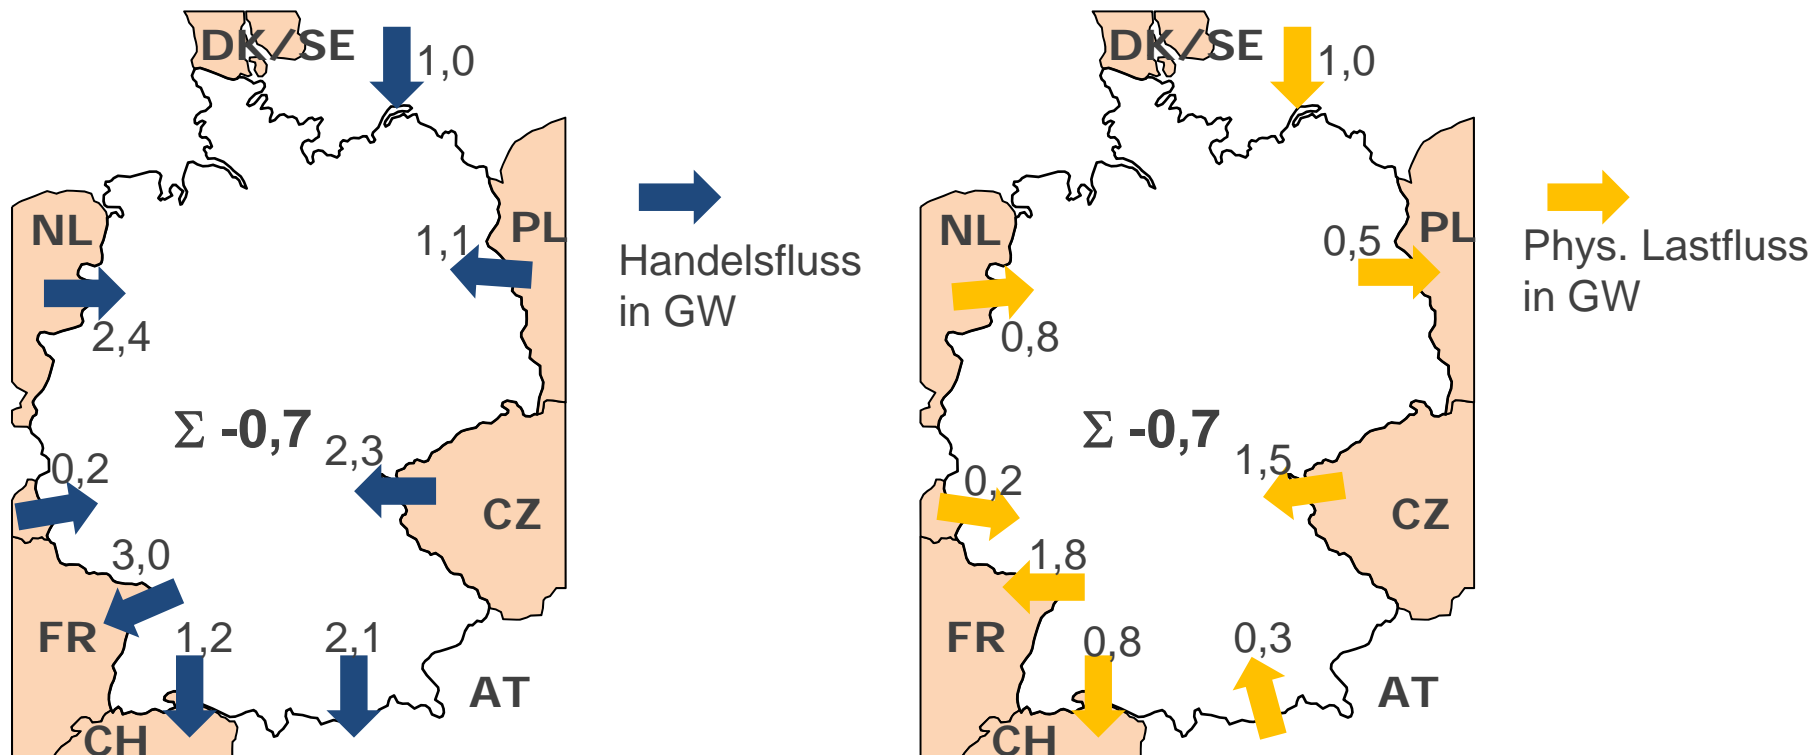 DK/SE
1,0
NL
2,4
1,1
PL
Handelsfluss
in GW
Σ -0,7
2,3
0,2
CZ
3,0
FR
1,2
2,1
AT
CH
DK/SE
1,0
NL
0,8
0,5
PL
Phys. Lastfluss
in GW
Σ -0,7
1,5
0,2
CZ
1,8
FR
0,8
0,3
AT
CH